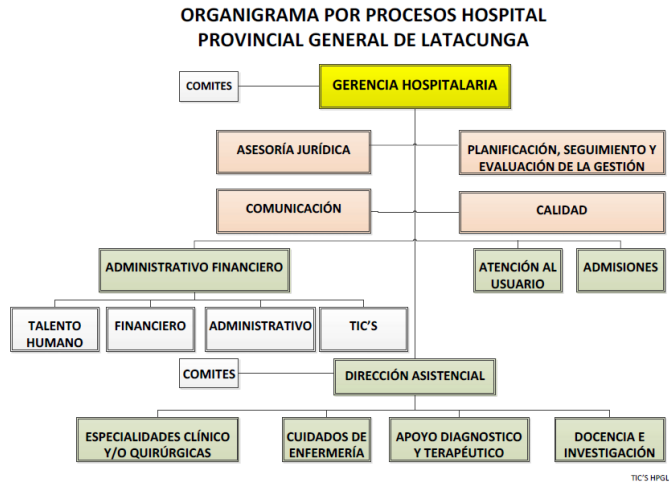 ORGANIGRAMA POR PROCESOS HOSPITAL
PROVINCIAL GENERAL DE LATACUNGA
COMITES
GERENCIA HOSPITALARIA
ASESORÍA JURÍDICA
PLANIFICACIÓN, SEGUIMIENTO Y
EVALUACIÓN DE LA GESTIÓN
COMUNICACIÓN
CALIDAD
ADMINISTRATIVO FINANCIERO
ATENCIÓN AL
USUARIO
ADMISIONES
TALENTO
HUMANO
FINANCIERO
ADMINISTRATIVO
TIC'S
COMITES
DIRECCIÓN ASISTENCIAL
ESPECIALIDADES CLÍNICO
Y/O QUIRÚRGICAS
CUIDADOS DE
ENFERMERÍA
APOYO DIAGNOSTICO
Y TERAPÉUTICO
DOCENCIA E
INVESTIGACIÓN
TIC'S HPGL